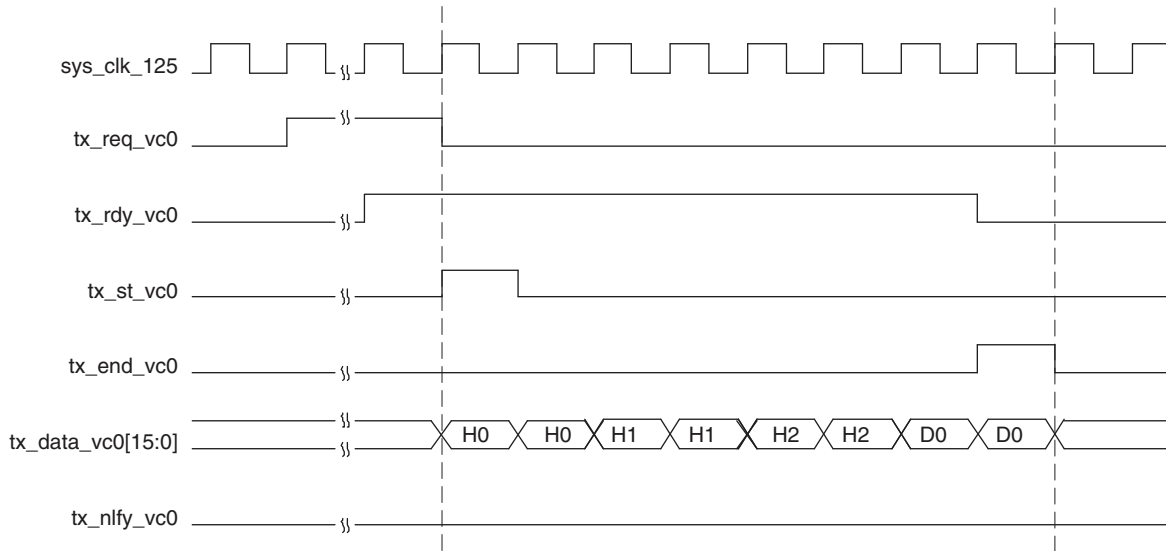 sys_clk_125
tx_req_vc0
tx_rdy_vc0
tx_st_vc0
tx_end_vc0
tx_data_vc0[15:0] H0 H0 H1 H1 H2 H2 D0 D0
tx_nlfy_vc0